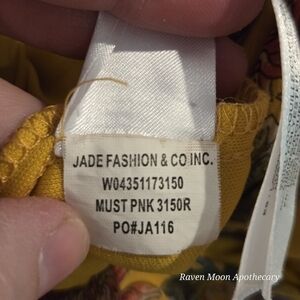 JADE FASHION & CO INC.
W04351173150
MUST PNK 3150R
PO#JA116
Raven Moon Apothecary